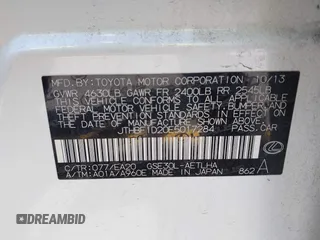 MFD.BY:TOYOTA MOTOR CORPORATION 10/13
GVWR 4630LB GAWR FR 2400LB RR 2545LB
THIS VEHICLE CONFORMS TO ALL APPLICABLE
FEDERAL MOTOR VEHICLE SAFETY, BUMPER, AND
THEFT PREVENTION STANDARDS IN EFFECT ON
THE DATE OF MANUFACTURE SHOWN ABOVE.
PASS.CAR
C/TR:077/EA20 GSE30L-AETLHA
A/TM:A01A/A960E MADE IN JAPAN 862 A